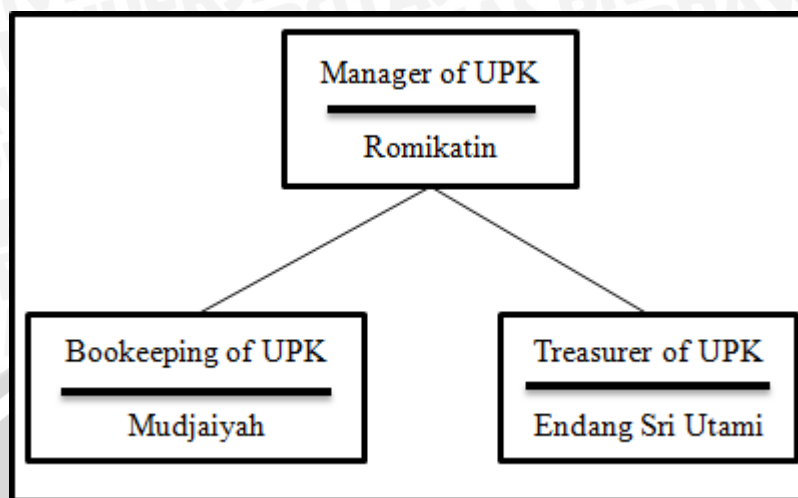 Manager of UPK
Romikatin
Bookeeping of UPK
Mudjaiyah
Treasurer of UPK
Endang Sri Utami